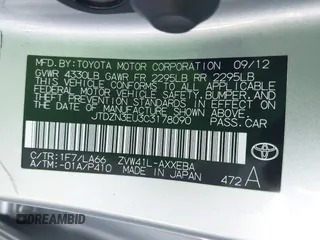 MFD. BY: TOYOTA MOTOR CORPORATION 09/12
GVWR 4330LB GAWR FR 2295LB RR 2295LB
THIS VEHICLE CONFORMS TO ALL APPLICABLE
FEDERAL MOTOR VEHICLE SAFETY, BUMPER, AND
THEFT PREVENTION STANDARDS IN EFFECT ON
THE DATE OF MANUFACTURE SHOWN ABOVE.
JTDZN3EU3C3178090 PASS.CAR
C/TR:1F7/LA66 ZVW41L-AXXEBA
A/TM:-01A/P410 MADE IN JAPAN
472 A
TOYOTA
DREAMBID